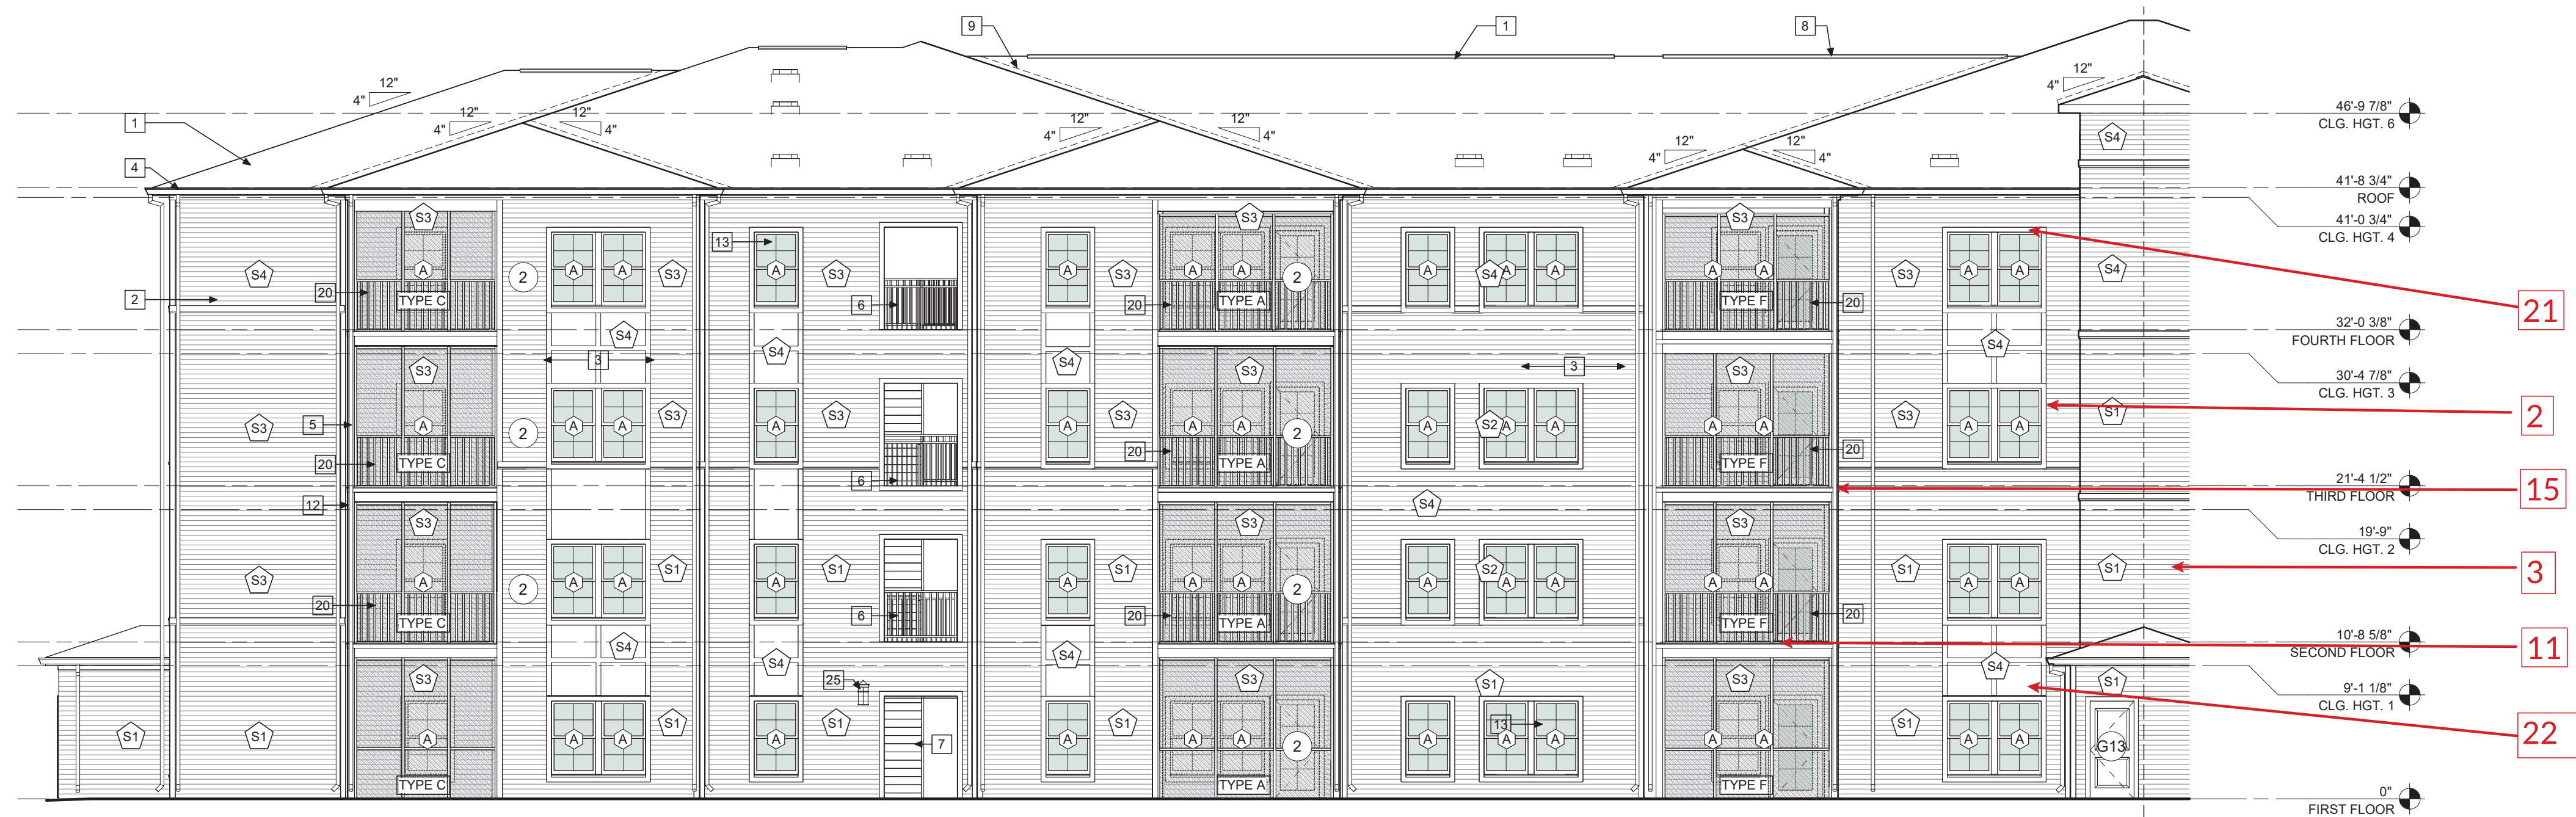 9
1
8
12"
4"
12"
4"
12"
4"
12"
4"
12"
4"
12"
4"
12"
4"
12"
4"
1
46'-9 7/8"
CLG. HGT. 6
S4
4
41'-8 3/4"
ROOF
41'-0 3/4"
CLG. HGT. 4
S3
S3
S3
13
21
S4
A
2
A
A
S3
A
S3
A
S3
A
A
2
A
S4
A
A
A
A
S3
A
A
S4
2
20
TYPE C
6
20
TYPE A
TYPE F
20
32'-0 3/8"
FOURTH FLOOR
S4
S4
S4
S4
3
3
S3
S3
S3
30'-4 7/8"
CLG. HGT. 3
2
S3
5
A
2
A
A
S3
A
S3
A
S3
A
A
2
A
S2
A
A
A
A
S3
A
A
S1
20
TYPE C
6
20
TYPE A
TYPE F
20
21'-4 1/2"
THIRD FLOOR
15
12
S4
S3
S3
S3
19'-9"
CLG. HGT. 2
3
S3
A
2
A
A
S1
A
S1
A
S1
A
A
2
A
S2
A
A
A
A
S1
A
A
S1
20
TYPE C
6
20
TYPE A
TYPE F
20
10'-8 5/8"
SECOND FLOOR
11
S4
S4
S4
S4
S3
25
S3
S1
S3
S1
9'-1 1/8"
CLG. HGT. 1
22
S1
S1
A
A
A
S1
A
S1
7
A
S1
A
A
2
A
13
A
A
A
A
S1
A
A
G13
TYPE C
TYPE A
TYPE F
0"
FIRST FLOOR